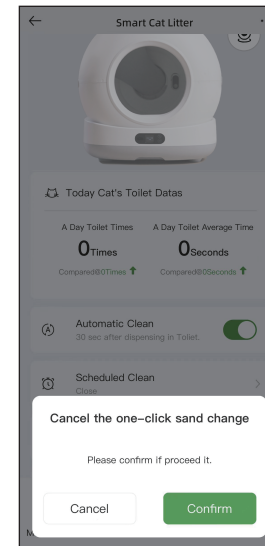 Smart Cat Litter
Today Cat's Toilet Datas
A Day Toilet Times
A Day Toilet Average Time
0Times
0Seconds
Compared@0Times
Compared@0Seconds
Automatic Clean
30 sec after dispensing in Tisliet.
Scheduled Clean
Close
Cancel the one-click sand change
Please confirm if proceed it.
Cancel
Confirm
M